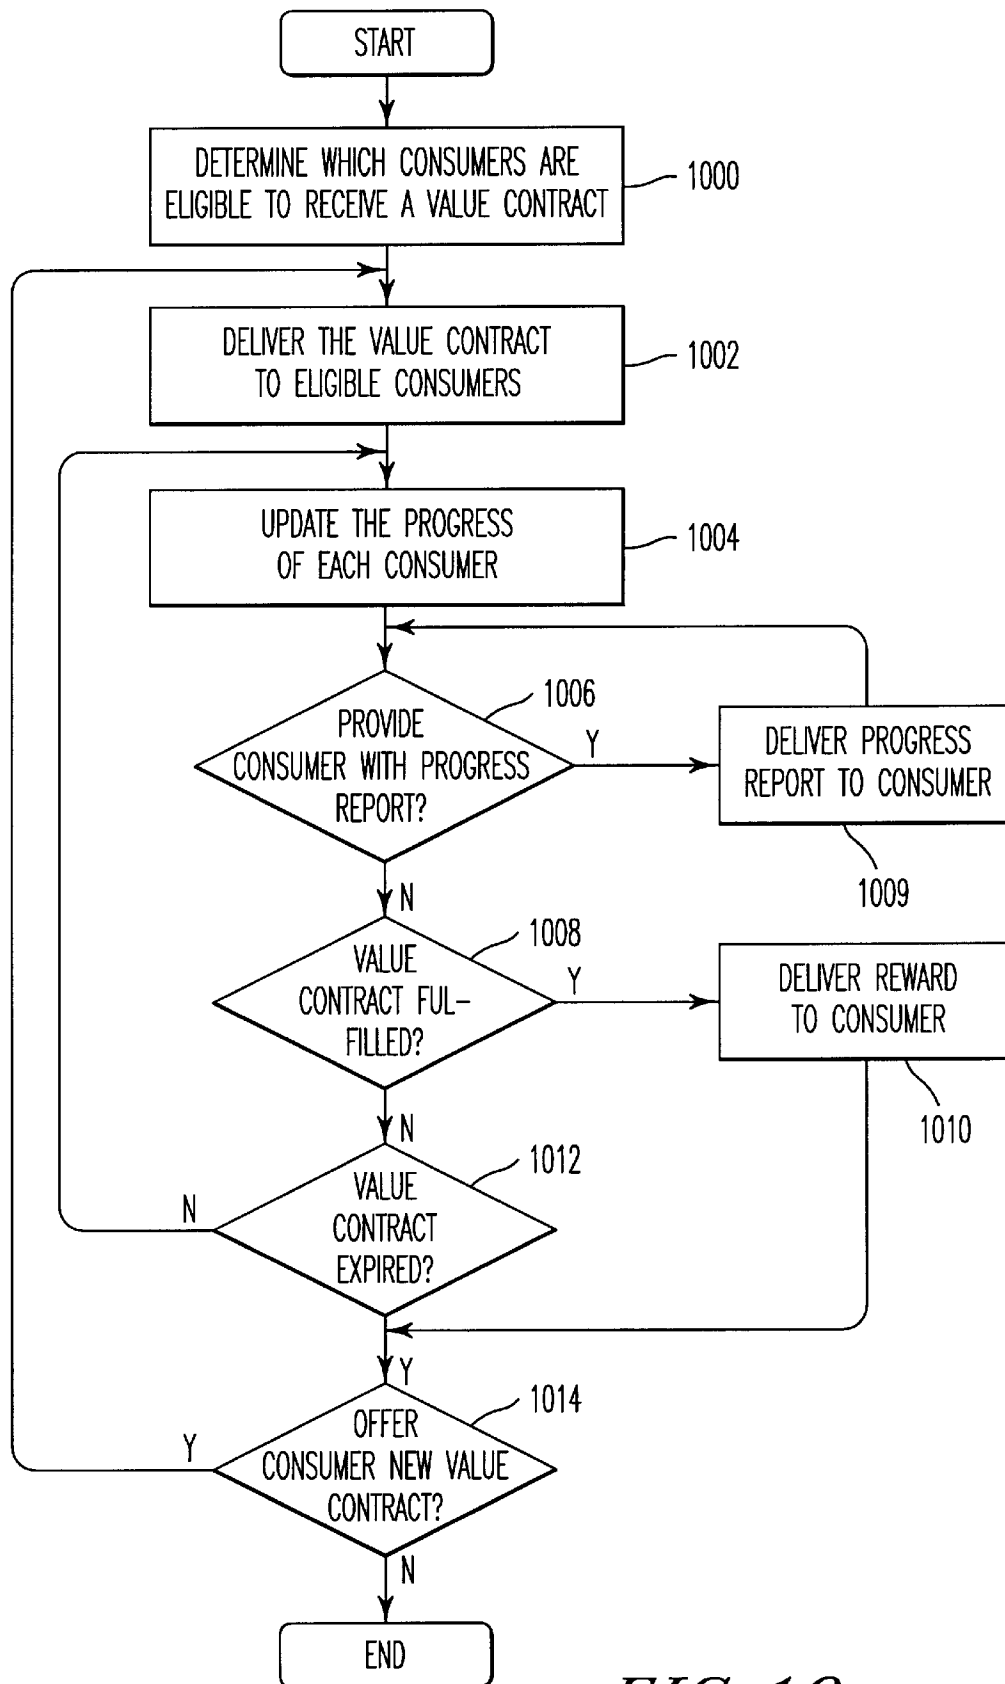 START
DETERMINE WHICH CONSUMERS ARE
ELIGIBLE TO RECEIVE A VALUE CONTRACT
1000
DELIVER THE VALUE CONTRACT
TO ELIGIBLE CONSUMERS
1002
UPDATE THE PROGRESS
OF EACH CONSUMER
1004
PROVIDE
CONSUMER WITH PROGRESS
REPORT?
1006
Y
DELIVER PROGRESS
REPORT TO CONSUMER
1009
N
VALUE
CONTRACT FUL-
FILLED?
1008
Y
DELIVER REWARD
TO CONSUMER
1010
N
VALUE
CONTRACT
EXPIRED?
1012
N
Y
OFFER
CONSUMER NEW VALUE
CONTRACT?
1014
Y
N
END